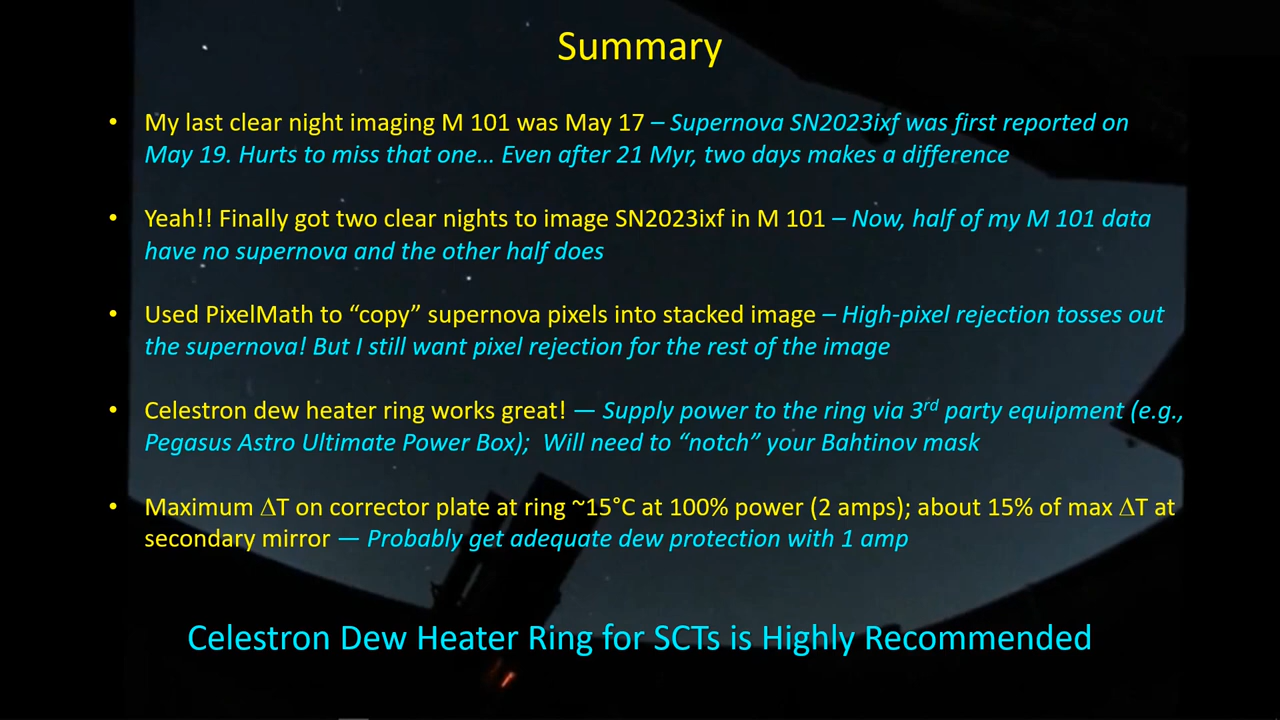 Summary
• My last clear night imaging M 101 was May 17 – Supernova SN2023ixf was first reported on
May 19. Hurts to miss that one... Even after 21 Myr, two days makes a difference
• Yeah!! Finally got two clear nights to image SN2023ixf in M 101 – Now, half of my M 101 data
have no supernova and the other half does
• Used PixelMath to “copy” supernova pixels into stacked image – High-pixel rejection tosses out
the supernova! But I still want pixel rejection for the rest of the image
• Celestron dew heater ring works great! — Supply power to the ring via 3rd party equipment (e.g.,
Pegasus Astro Ultimate Power Box); Will need to “notch” your Bahtinov mask
• Maximum ΔT on corrector plate at ring ~15°C at 100% power (2 amps); about 15% of max ΔT at
secondary mirror — Probably get adequate dew protection with 1 amp
Celestron Dew Heater Ring for SCTs is Highly Recommended